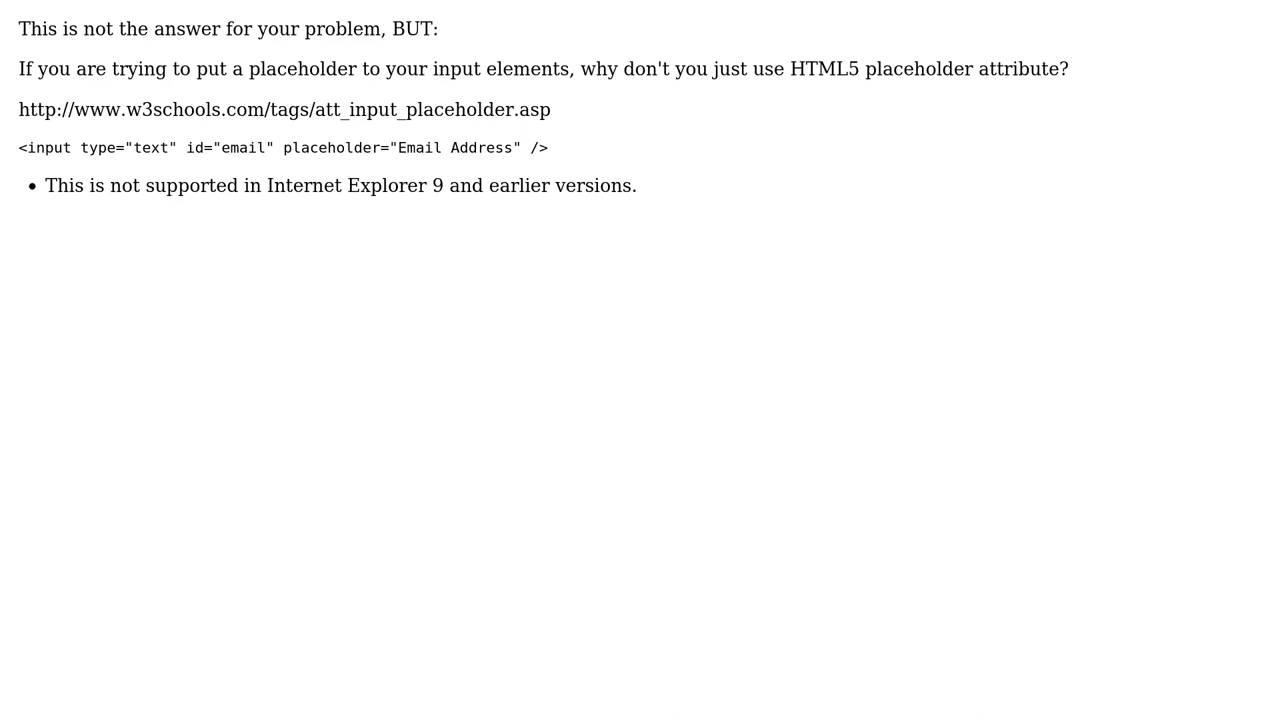 This is not the answer for your problem, BUT:
If you are trying to put a placeholder to your input elements, why don't you just use HTML5 placeholder attribute?
http://www.w3schools.com/tags/att_input_placeholder.asp
<input type="text" id="email" placeholder="Email Address" />
• This is not supported in Internet Explorer 9 and earlier versions.